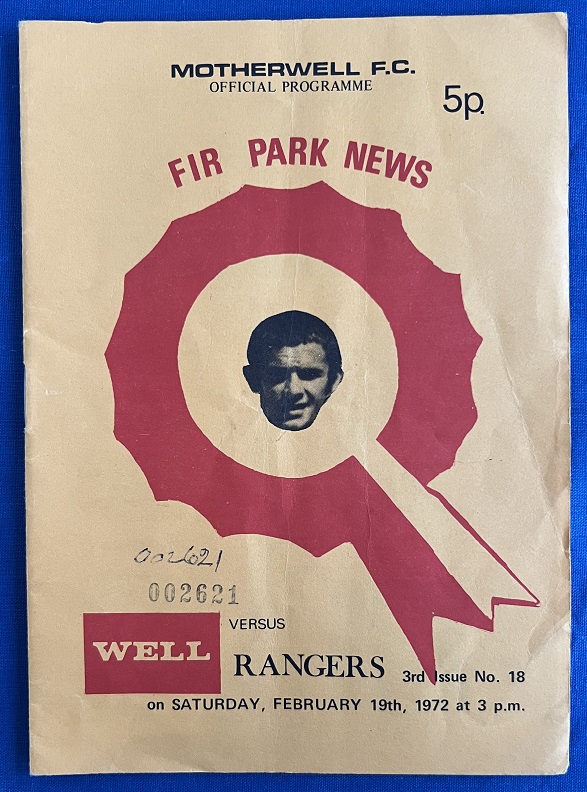 MOTHERWELL F.C.
OFFICIAL PROGRAMME
5p.
FIR PARK NEWS
002621
002621
WELL VERSUS
RANGERS 3rd Issue No. 18
on SATURDAY, FEBRUARY 19th, 1972 at 3 p.m.